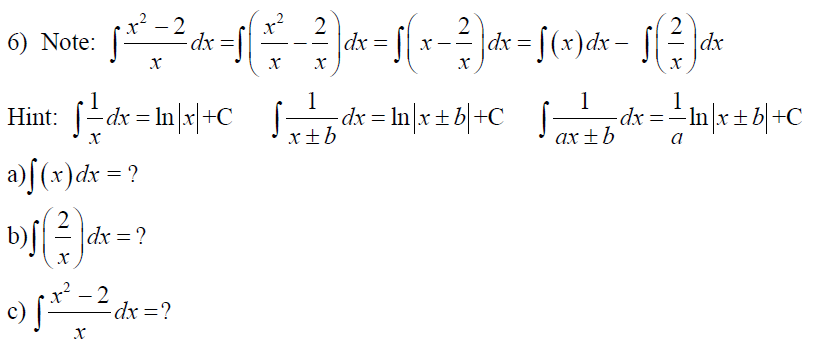 6) Note: ∫ (x² − 2)/x dx = ∫ (x²/x − 2/x) dx = ∫ (x − 2/x) dx = ∫ (x) dx − ∫ (2/x) dx
Hint: ∫ 1/x dx = ln|x| +C ∫ 1/(x ± b) dx = ln|x ± b| +C ∫ 1/(ax ± b) dx = 1/a ln|x ± b| +C
a) ∫ (x) dx = ?
b) ∫ (2/x) dx = ?
c) ∫ (x² − 2)/x dx = ?